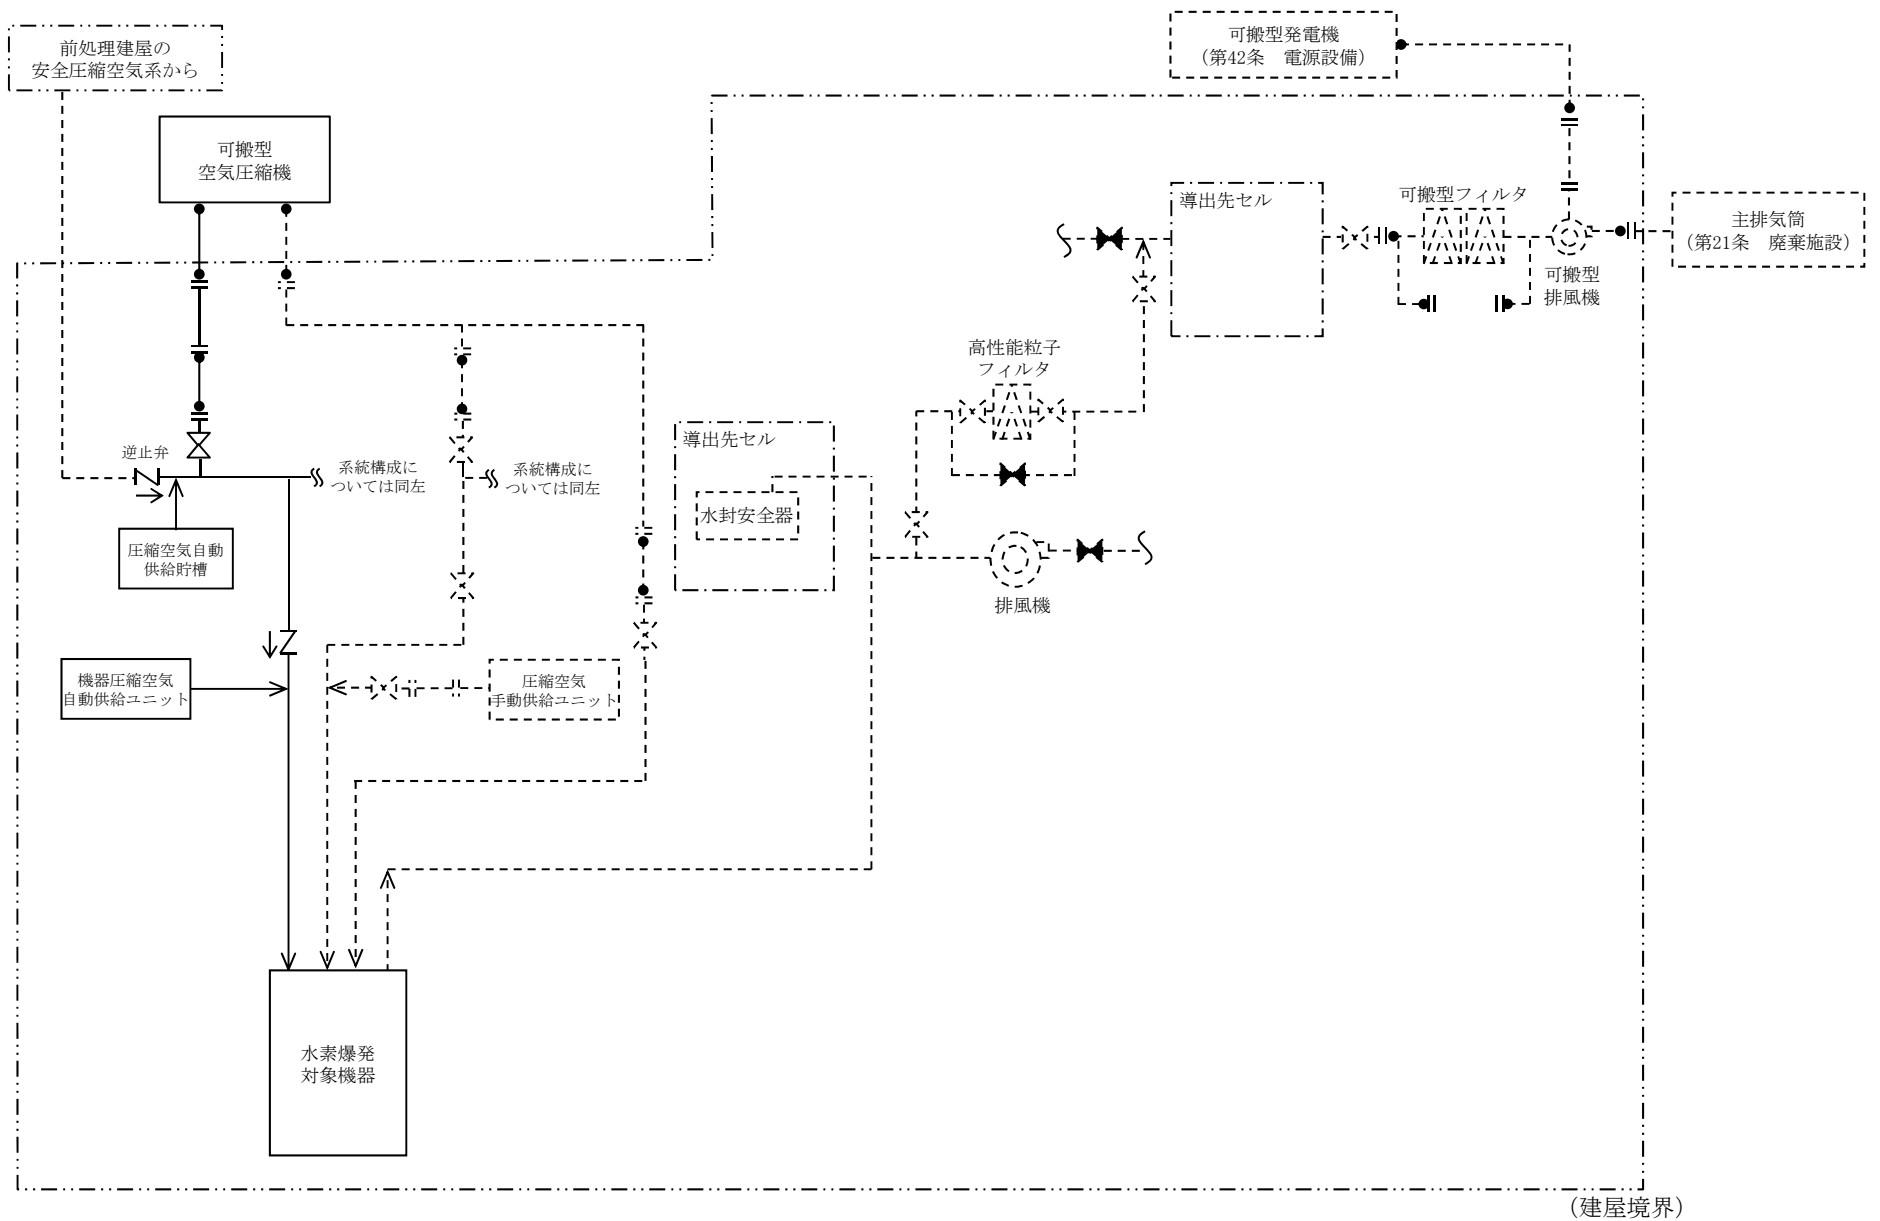 前処理建屋の
安全圧縮空気系から
可搬型発電機
（第42条　電源設備）
可搬型
空気圧縮機
導出先セル
可搬型フィルタ
主排気筒
（第21条　廃棄施設）
可搬型
排風機
高性能粒子
フィルタ
導出先セル
逆止弁
系統構成に
ついては同左
系統構成に
ついては同左
水封安全器
圧縮空気自動
供給貯槽
排風機
機器圧縮空気
自動供給ユニット
圧縮空気
手動供給ユニット
水素爆発
対象機器
（建屋境界）